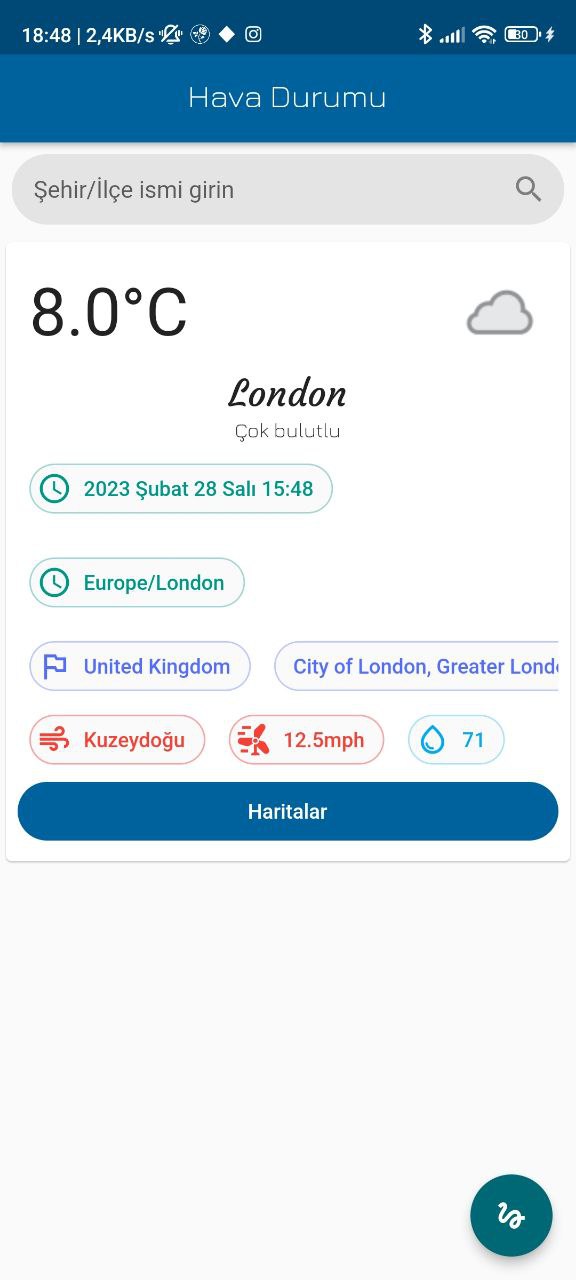 18:48 | 2,4KB/s 80
Hava Durumu
Şehir/İlçe ismi girin
8.0°C
London
Çok bulutlu
2023 Şubat 28 Salı 15:48
Europe/London
United Kingdom City of London, Greater Lond
Kuzeydoğu 12.5mph 71
Haritalar